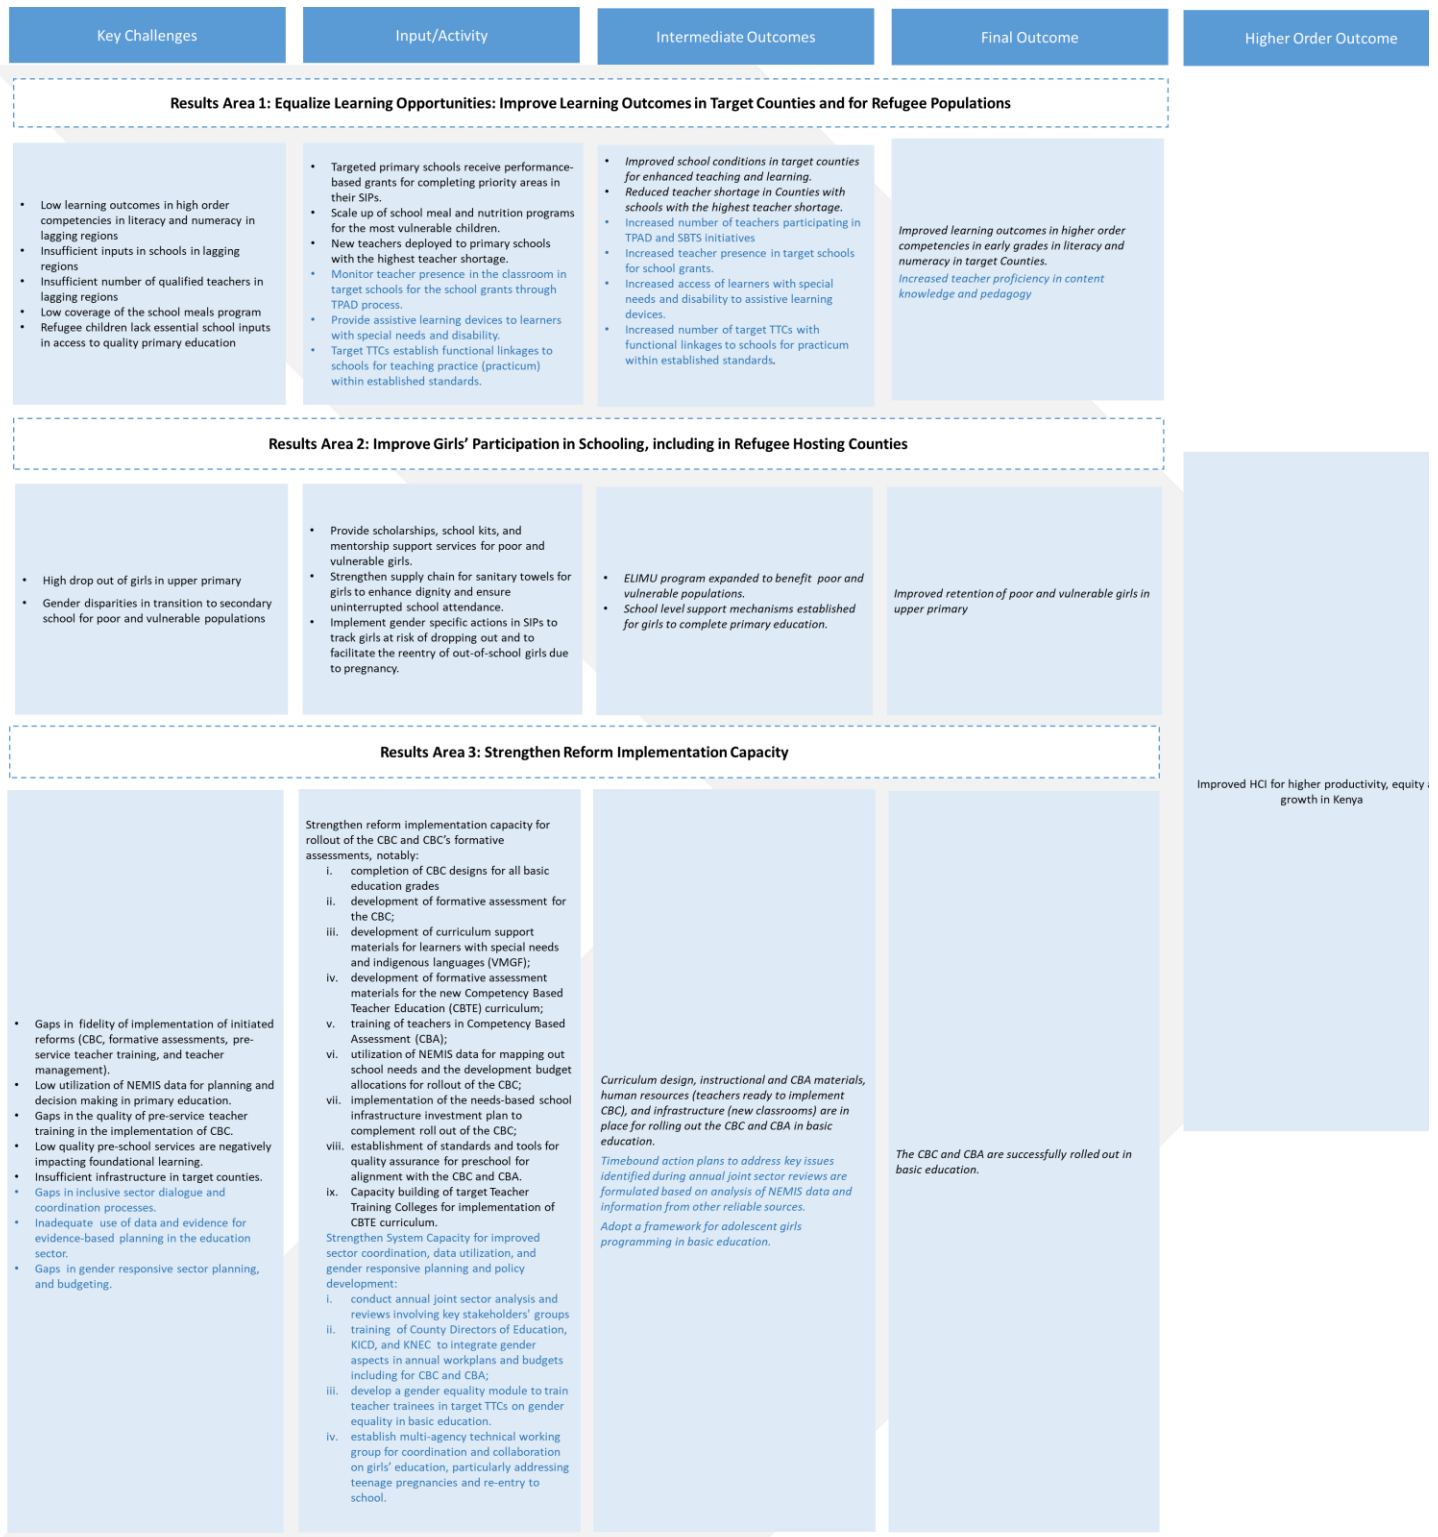 Key Challenges
Input/Activity
Intermediate Outcomes
Final Outcome
Higher Order Outcome
Results Area 1: Equalize Learning Opportunities: Improve Learning Outcomes in Target Counties and for Refugee Populations
• Low learning outcomes in high order
competencies in literacy and numeracy in
lagging regions
• Insufficient inputs in schools in lagging
regions
• Insufficient number of qualified teachers in
lagging regions
• Low coverage of the school meals program
• Refugee children lack essential school inputs
in access to quality primary education
• Targeted primary schools receive performance-
based grants for completing priority areas in
their SIPs.
• Scale up of school meal and nutrition programs
for the most vulnerable children.
• New teachers deployed to primary schools
with the highest teacher shortage.
• Monitor teacher presence in the classroom in
target schools for the school grants through
TPAD process.
• Provide assistive learning devices to learners
with special needs and disability.
• Target TTCs establish functional linkages to
schools for teaching practice (practicum)
within established standards.
• Improved school conditions in target counties
for enhanced teaching and learning.
• Reduced teacher shortage in Counties with
schools with the highest teacher shortage.
• Increased number of teachers participating in
TPAD and SBTS initiatives
• Increased teacher presence in target schools
for school grants.
• Increased access of learners with special
needs and disability to assistive learning
devices.
• Increased number of target TTCs with
functional linkages to schools for practicum
within established standards.
Improved learning outcomes in higher order
competencies in early grades in literacy and
numeracy in target Counties.
Increased teacher proficiency in content
knowledge and pedagogy
Results Area 2: Improve Girls’ Participation in Schooling, including in Refugee Hosting Counties
• High drop out of girls in upper primary
• Gender disparities in transition to secondary
school for poor and vulnerable populations
• Provide scholarships, school kits, and
mentorship support services for poor and
vulnerable girls.
• Strengthen supply chain for sanitary towels for
girls to enhance dignity and ensure
uninterrupted school attendance.
• Implement gender specific actions in SIPs to
track girls at risk of dropping out and to
facilitate the reentry of out-of-school girls due
to pregnancy.
• ELIMU program expanded to benefit poor and
vulnerable populations.
• School level support mechanisms established
for girls to complete primary education.
Improved retention of poor and vulnerable girls in
upper primary
Results Area 3: Strengthen Reform Implementation Capacity
• Gaps in fidelity of implementation of initiated
reforms (CBC, formative assessments, pre-
service teacher training, and teacher
management).
• Low utilization of NEMIS data for planning and
decision making in primary education.
• Gaps in the quality of pre-service teacher
training in the implementation of CBC.
• Low quality pre-school services are negatively
impacting foundational learning.
• Insufficient infrastructure in target counties.
• Gaps in inclusive sector dialogue and
coordination processes.
• Inadequate use of data and evidence for
evidence-based planning in the education
sector.
• Gaps in gender responsive sector planning,
and budgeting.
Strengthen reform implementation capacity for
rollout of the CBC and CBC’s formative
assessments, notably:
i. completion of CBC designs for all basic
education grades
ii. development of formative assessment for
the CBC;
iii. development of curriculum support
materials for learners with special needs
and indigenous languages (VMGF);
iv. development of formative assessment
materials for the new Competency Based
Teacher Education (CBTE) curriculum;
v. training of teachers in Competency Based
Assessment (CBA);
vi. utilization of NEMIS data for mapping out
school needs and the development budget
allocations for rollout of the CBC;
vii. implementation of the needs-based school
infrastructure investment plan to
complement roll out of the CBC;
viii. establishment of standards and tools for
quality assurance for preschool for
alignment with the CBC and CBA.
ix. Capacity building of target Teacher
Training Colleges for implementation of
CBTE curriculum.
Strengthen System Capacity for improved
sector coordination, data utilization, and
gender responsive planning and policy
development:
i. conduct annual joint sector analysis and
reviews involving key stakeholders’ groups
ii. training of County Directors of Education,
KICD, and KNEC to integrate gender
aspects in annual workplans and budgets
including for CBC and CBA;
iii. develop a gender equality module to train
teacher trainees in target TTCs on gender
equality in basic education.
iv. establish multi-agency technical working
group for coordination and collaboration
on girls’ education, particularly addressing
teenage pregnancies and re-entry to
school.
Curriculum design, instructional and CBA materials,
human resources (teachers ready to implement
CBC), and infrastructure (new classrooms) are in
place for rolling out the CBC and CBA in basic
education.
Timebound action plans to address key issues
identified during annual joint sector reviews are
formulated based on analysis of NEMIS data and
information from other reliable sources.
Adopt a framework for adolescent girls
programming in basic education.
The CBC and CBA are successfully rolled out in
basic education.
Improved HCI for higher productivity, equity
growth in Kenya